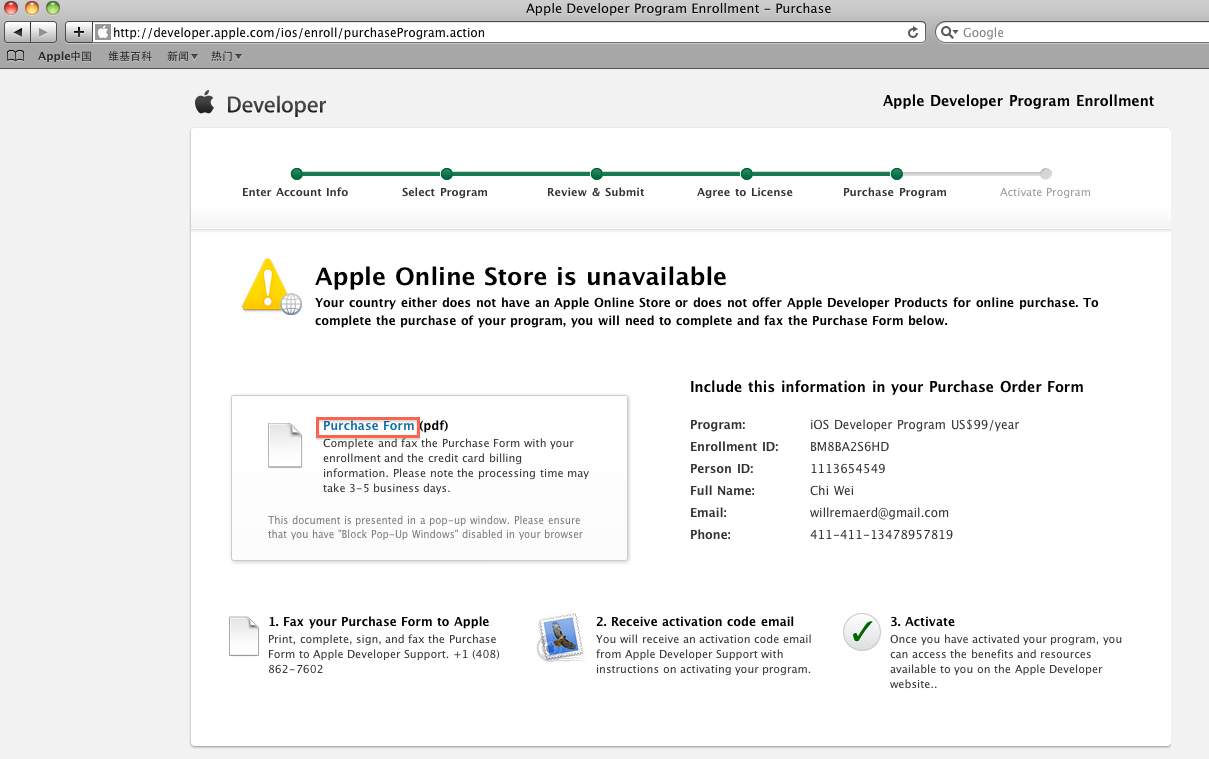 Apple Developer Program Enrollment – Purchase
http://developer.apple.com/ios/enroll/purchaseProgram.action
Google
Apple中国 维基百科 新闻 热门
Developer
Apple Developer Program Enrollment
Enter Account Info Select Program Review & Submit Agree to License Purchase Program Activate Program
Apple Online Store is unavailable
Your country either does not have an Apple Online Store or does not offer Apple Developer Products for online purchase. To
complete the purchase of your program, you will need to complete and fax the Purchase Form below.
Purchase Form (pdf)
Complete and fax the Purchase Form with your
enrollment and the credit card billing
information. Please note the processing time may
take 3-5 business days.
This document is presented in a pop-up window. Please ensure
that you have "Block Pop-Up Windows" disabled in your browser
Include this information in your Purchase Order Form
Program: iOS Developer Program US$99/year
Enrollment ID: BM8BA2S6HD
Person ID: 1113654549
Full Name: Chi Wei
Email: willremaerd@gmail.com
Phone: 411-411-13478957819
1. Fax your Purchase Form to Apple
Print, complete, sign, and fax the Purchase
Form to Apple Developer Support. +1 (408)
862-7602
2. Receive activation code email
You will receive an activation code email
from Apple Developer Support with
instructions on activating your program.
3. Activate
Once you have activated your program, you
can access the benefits and resources
available to you on the Apple Developer
website..